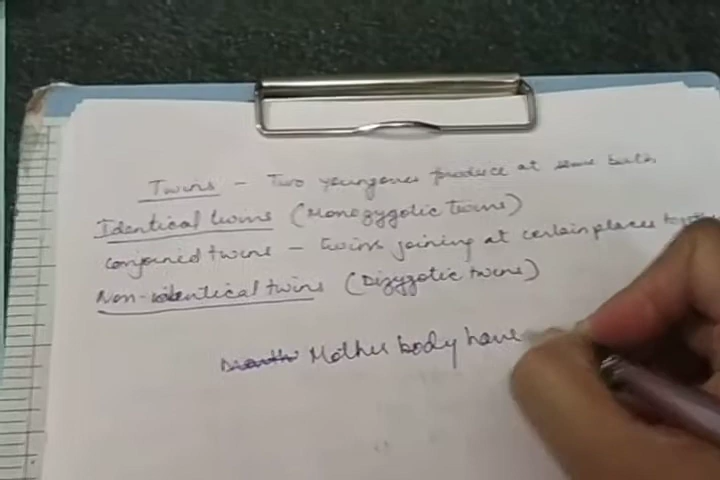 Twins - Two youngones produce at same birth,
Identical twins (Monozygotic Twins)
conjoined twins - twins joining at certain places
Non-identical twins (Dizygotic twins)
Mother body have